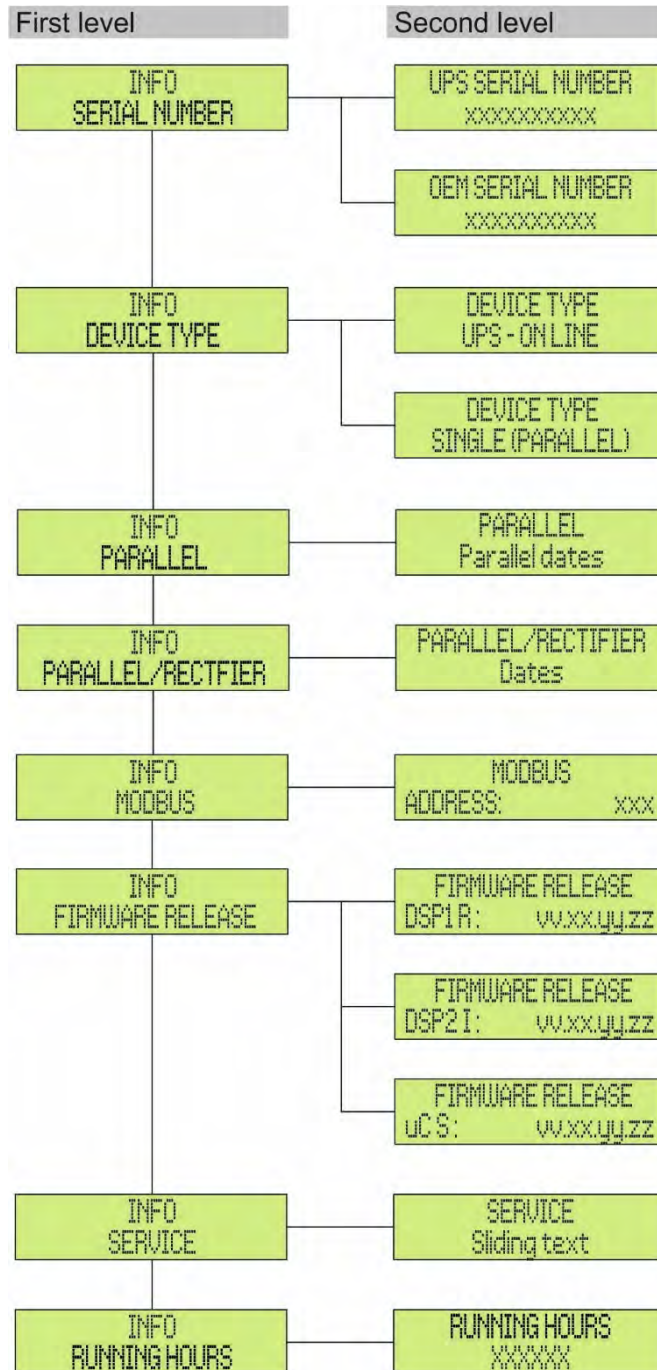 First level
Second level
INFO
SERIAL NUMBER
UPS SERIAL NUMBER
xxxxxxxxxx
OEM SERIAL NUMBER
xxxxxxxxxx
INFO
DEVICE TYPE
DEVICE TYPE
UPS - ON LINE
DEVICE TYPE
SINGLE (PARALLEL)
INFO
PARALLEL
PARALLEL
Parallel dates
INFO
PARALLEL/RECTFIER
PARALLEL/RECTIFIER
Dates
INFO
MODBUS
MODBUS
ADDRESS: xxx
INFO
FIRMWARE RELEASE
FIRMWARE RELEASE
DSP1 R: vv.xx.yy.zz
FIRMWARE RELEASE
DSP2 I: vv.xx.yy.zz
FIRMWARE RELEASE
uC S: vv.xx.yy.zz
INFO
SERVICE
SERVICE
Sliding text
INFO
RUNNING HOURS
RUNNING HOURS
XXXXXX